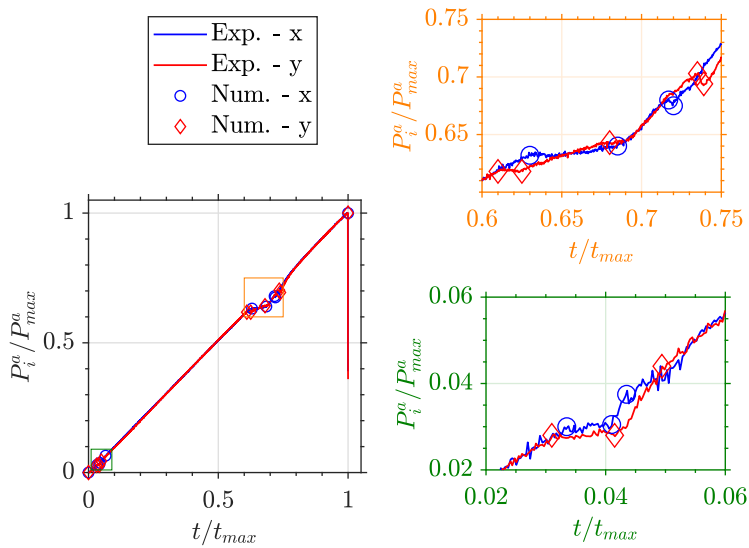 Exp. - x
Exp. - y
Num. - x
Num. - y
1
0.5
0
0
0.5
1
P_i^a/P_max^a
t/t_max
0.75
0.7
0.65
0.6
0.65
0.7
0.75
P_i^a/P_max^a
t/t_max
0.06
0.04
0.02
0.02
0.04
0.06
P_i^a/P_max^a
t/t_max